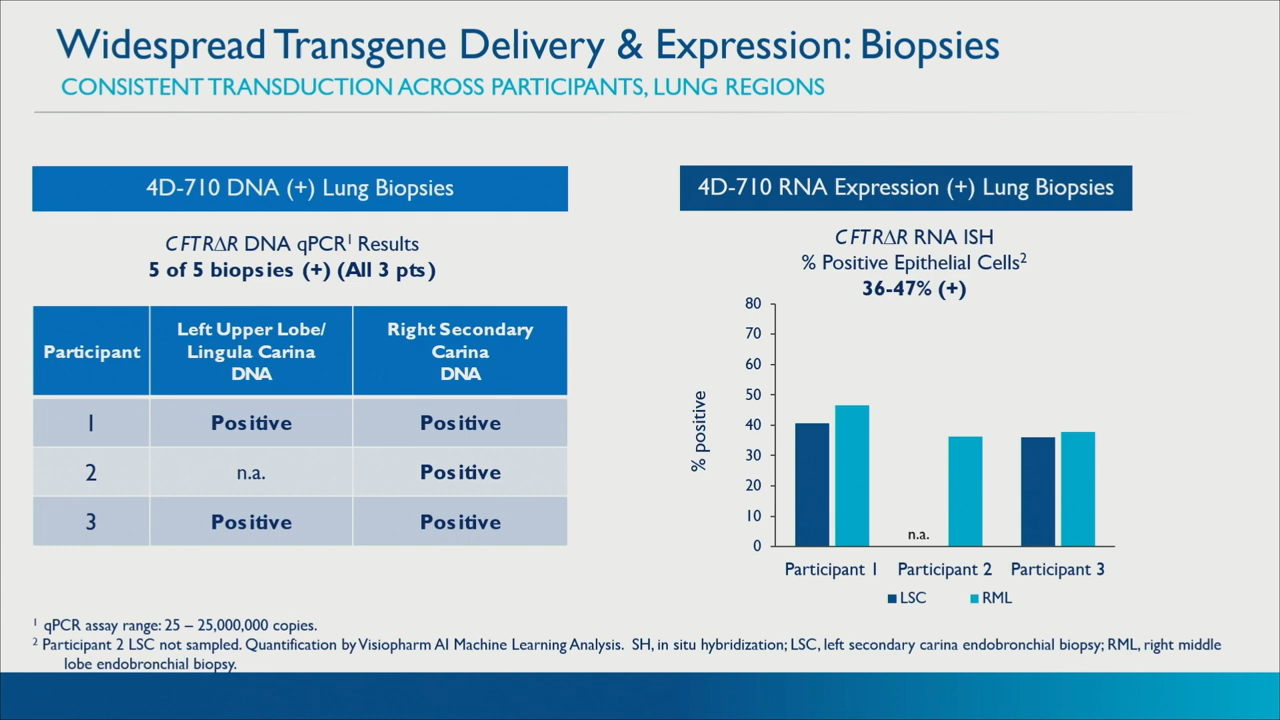 Widespread Transgene Delivery & Expression: Biopsies
CONSISTENT TRANSDUCTION ACROSS PARTICIPANTS, LUNG REGIONS
4D-710 DNA (+) Lung Biopsies
CFTRΔR DNA qPCR¹ Results
5 of 5 biopsies (+) (All 3 pts)
Participant
Left Upper Lobe/
Lingula Carina
DNA
Right Secondary
Carina
DNA
1 Positive Positive
2 n.a. Positive
3 Positive Positive
4D-710 RNA Expression (+) Lung Biopsies
CFTRΔR RNA ISH
% Positive Epithelial Cells²
36-47% (+)
% positive
80
70
60
50
40
30
20
10
0
n.a.
Participant 1 Participant 2 Participant 3
LSC RML
¹ qPCR assay range: 25 – 25,000,000 copies.
² Participant 2 LSC not sampled. Quantification by Visiopharm AI Machine Learning Analysis. SH, in situ hybridization; LSC, left secondary carina endobronchial biopsy; RML, right middle
lobe endobronchial biopsy.